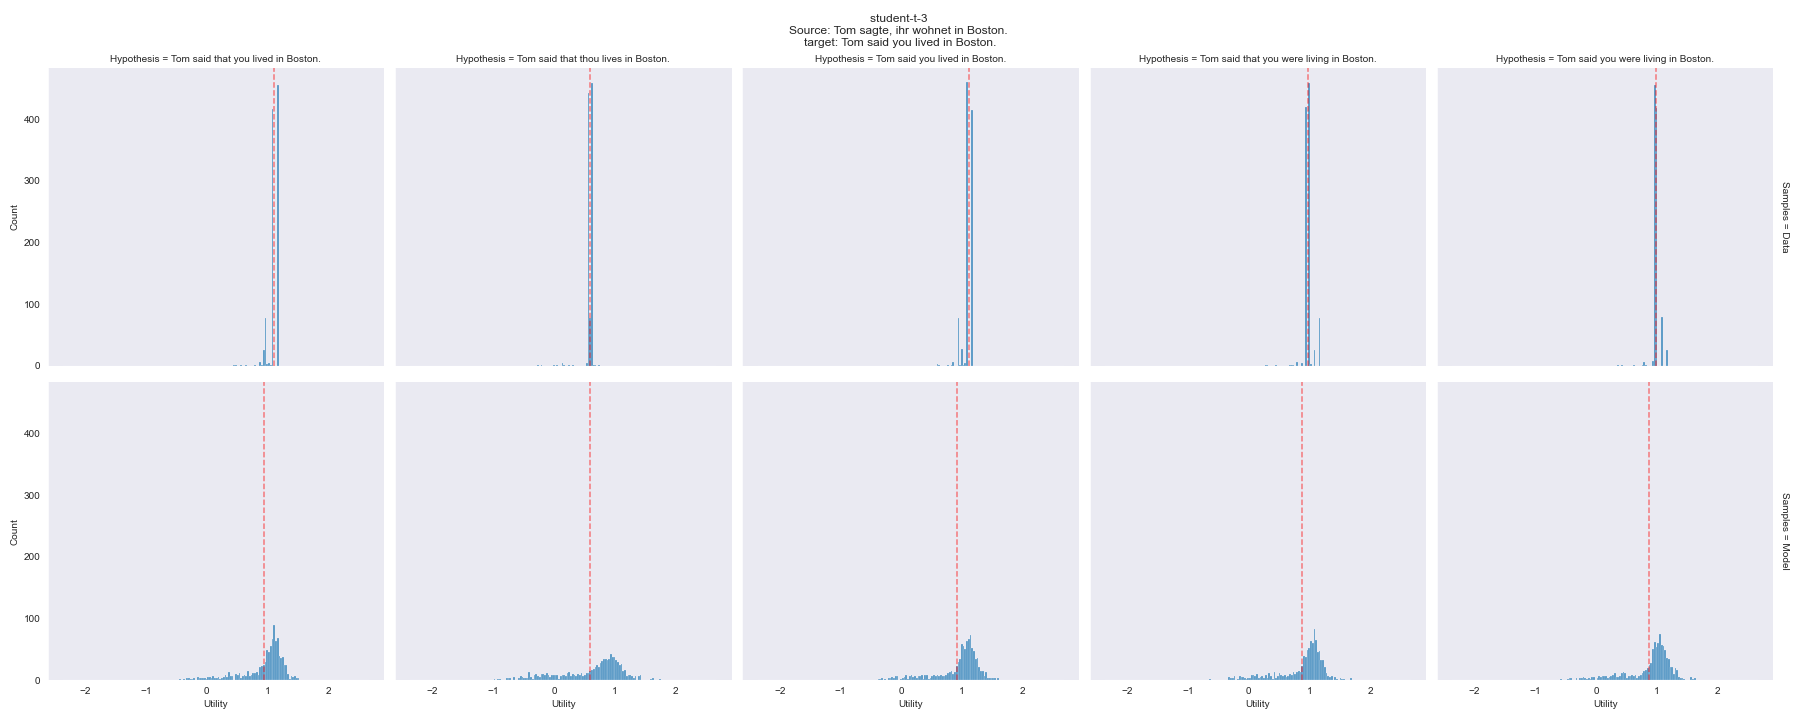 student-t-3
Source: Tom sagte, ihr wohnet in Boston.
target: Tom said you lived in Boston.
Hypothesis = Tom said that you lived in Boston.
Hypothesis = Tom said that thou lives in Boston.
Hypothesis = Tom said you lived in Boston.
Hypothesis = Tom said that you were living in Boston.
Hypothesis = Tom said you were living in Boston.
400
300
200
100
0
Count
Samples = Data
400
300
200
100
0
Count
Samples = Model
−2 −1 0 1 2
−2 −1 0 1 2
−2 −1 0 1 2
−2 −1 0 1 2
−2 −1 0 1 2
Utility
Utility
Utility
Utility
Utility